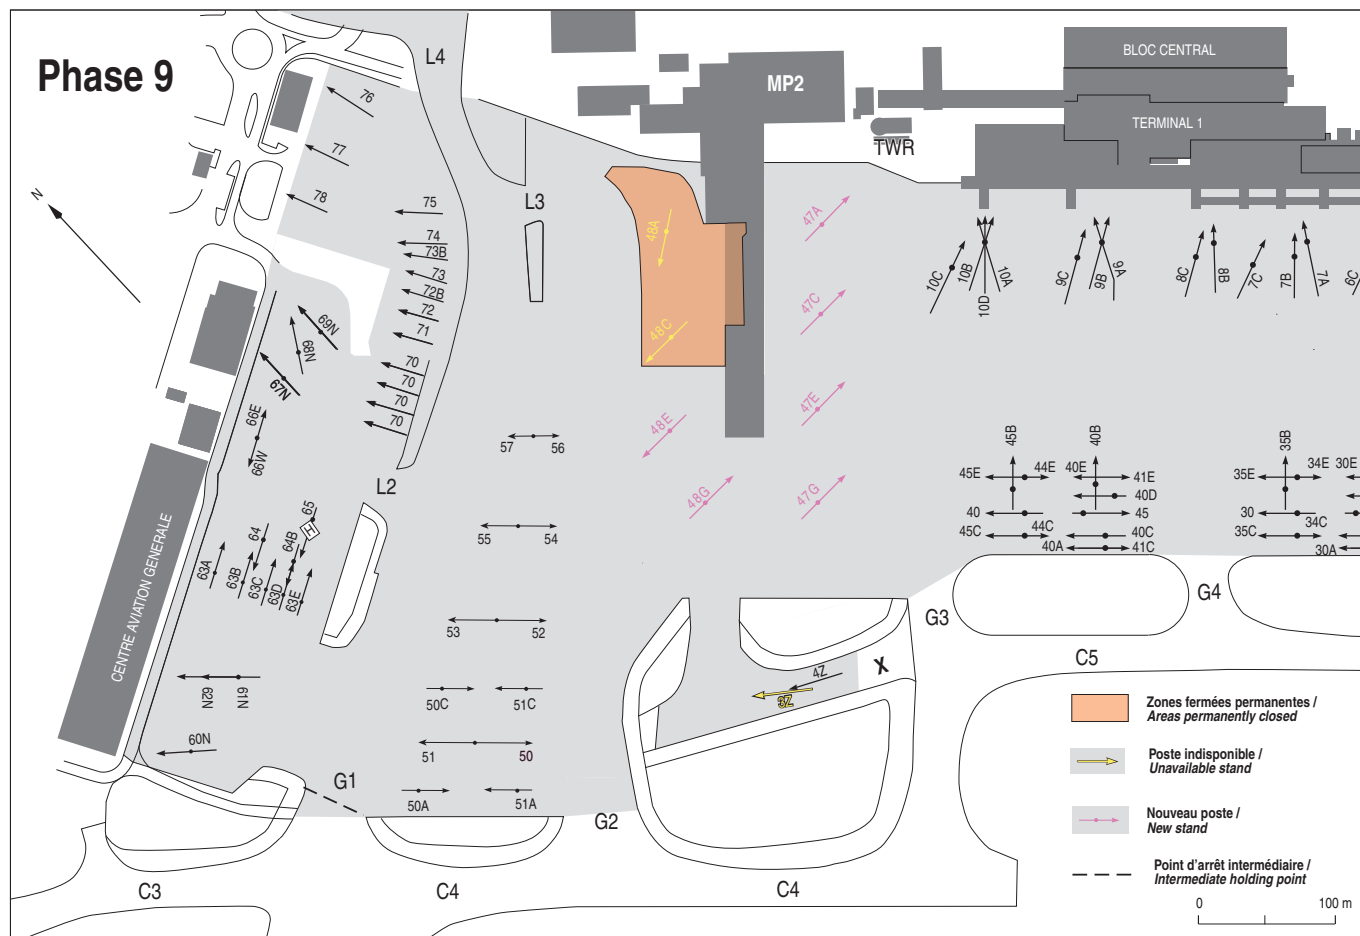 Phase 9
L4
BLOC CENTRAL
MP2
TERMINAL 1
TWR
76
77
78
75
74
73B
73
72B
72
71
70
70
70
70
L3
N
48A
48C
47A
47C
47E
47G
48E
48G
10C
10B
10D
10A
9C
9B
9A
8C
8B
7C
7B
7A
6C
69N
68N
67N
66E
66W
65
H
64
64B
63A
63B
63C
63D
63E
L2
57
56
55
54
53
52
50C
51C
51
50
50A
51A
62N
61N
60N
CENTRE AVIATION GENERALE
45B
40B
35B
45E
44E
40E
41E
40D
40
45
45C
44C
40C
40A
41C
35E
34E
30E
30
34C
35C
30A
G4
G3
C5
X
4Z
3Z
G1
G2
C3
C4
C4
Zones fermées permanentes /
Areas permanently closed
Poste indisponible /
Unavailable stand
Nouveau poste /
New stand
Point d'arrêt intermédiaire /
Intermediate holding point
0
100 m